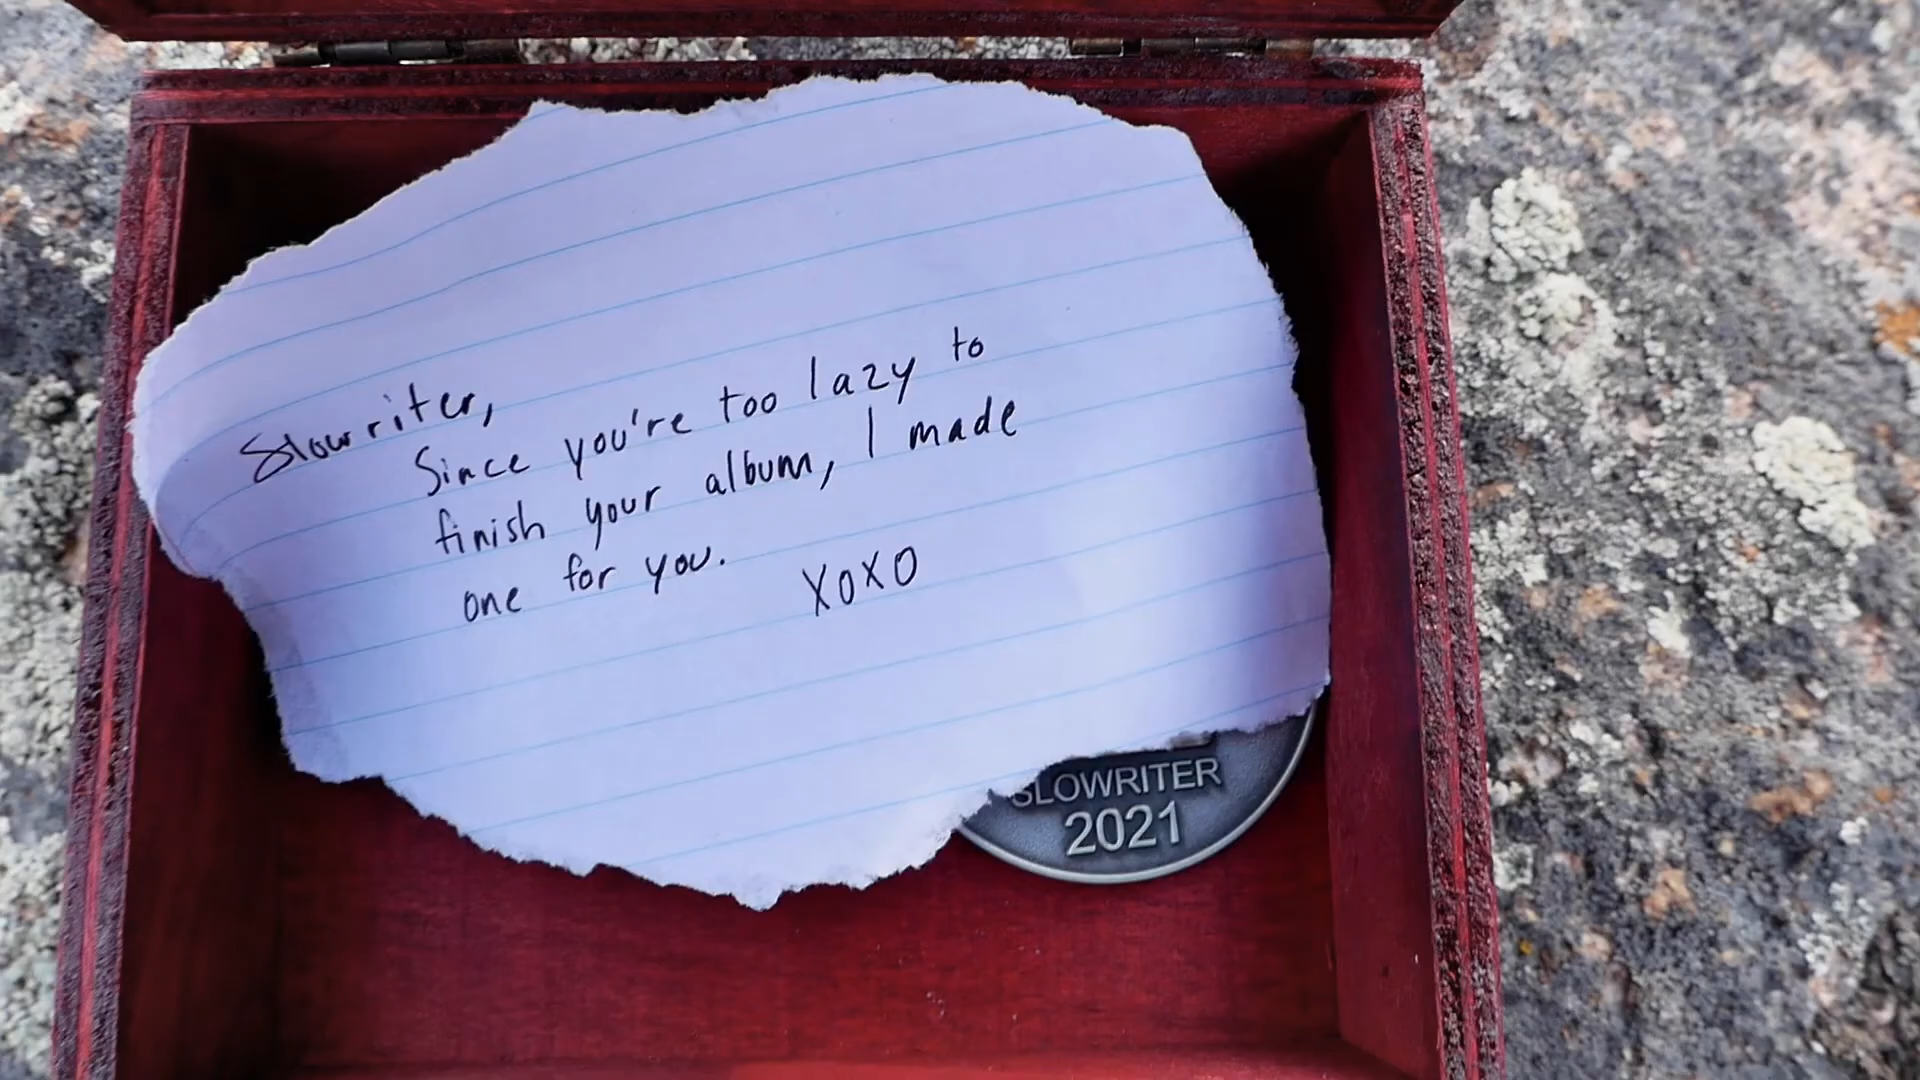 Slowriter,
Since you're too lazy to
finish your album, I made
one for you.
XOXO
SLOWRITER
2021